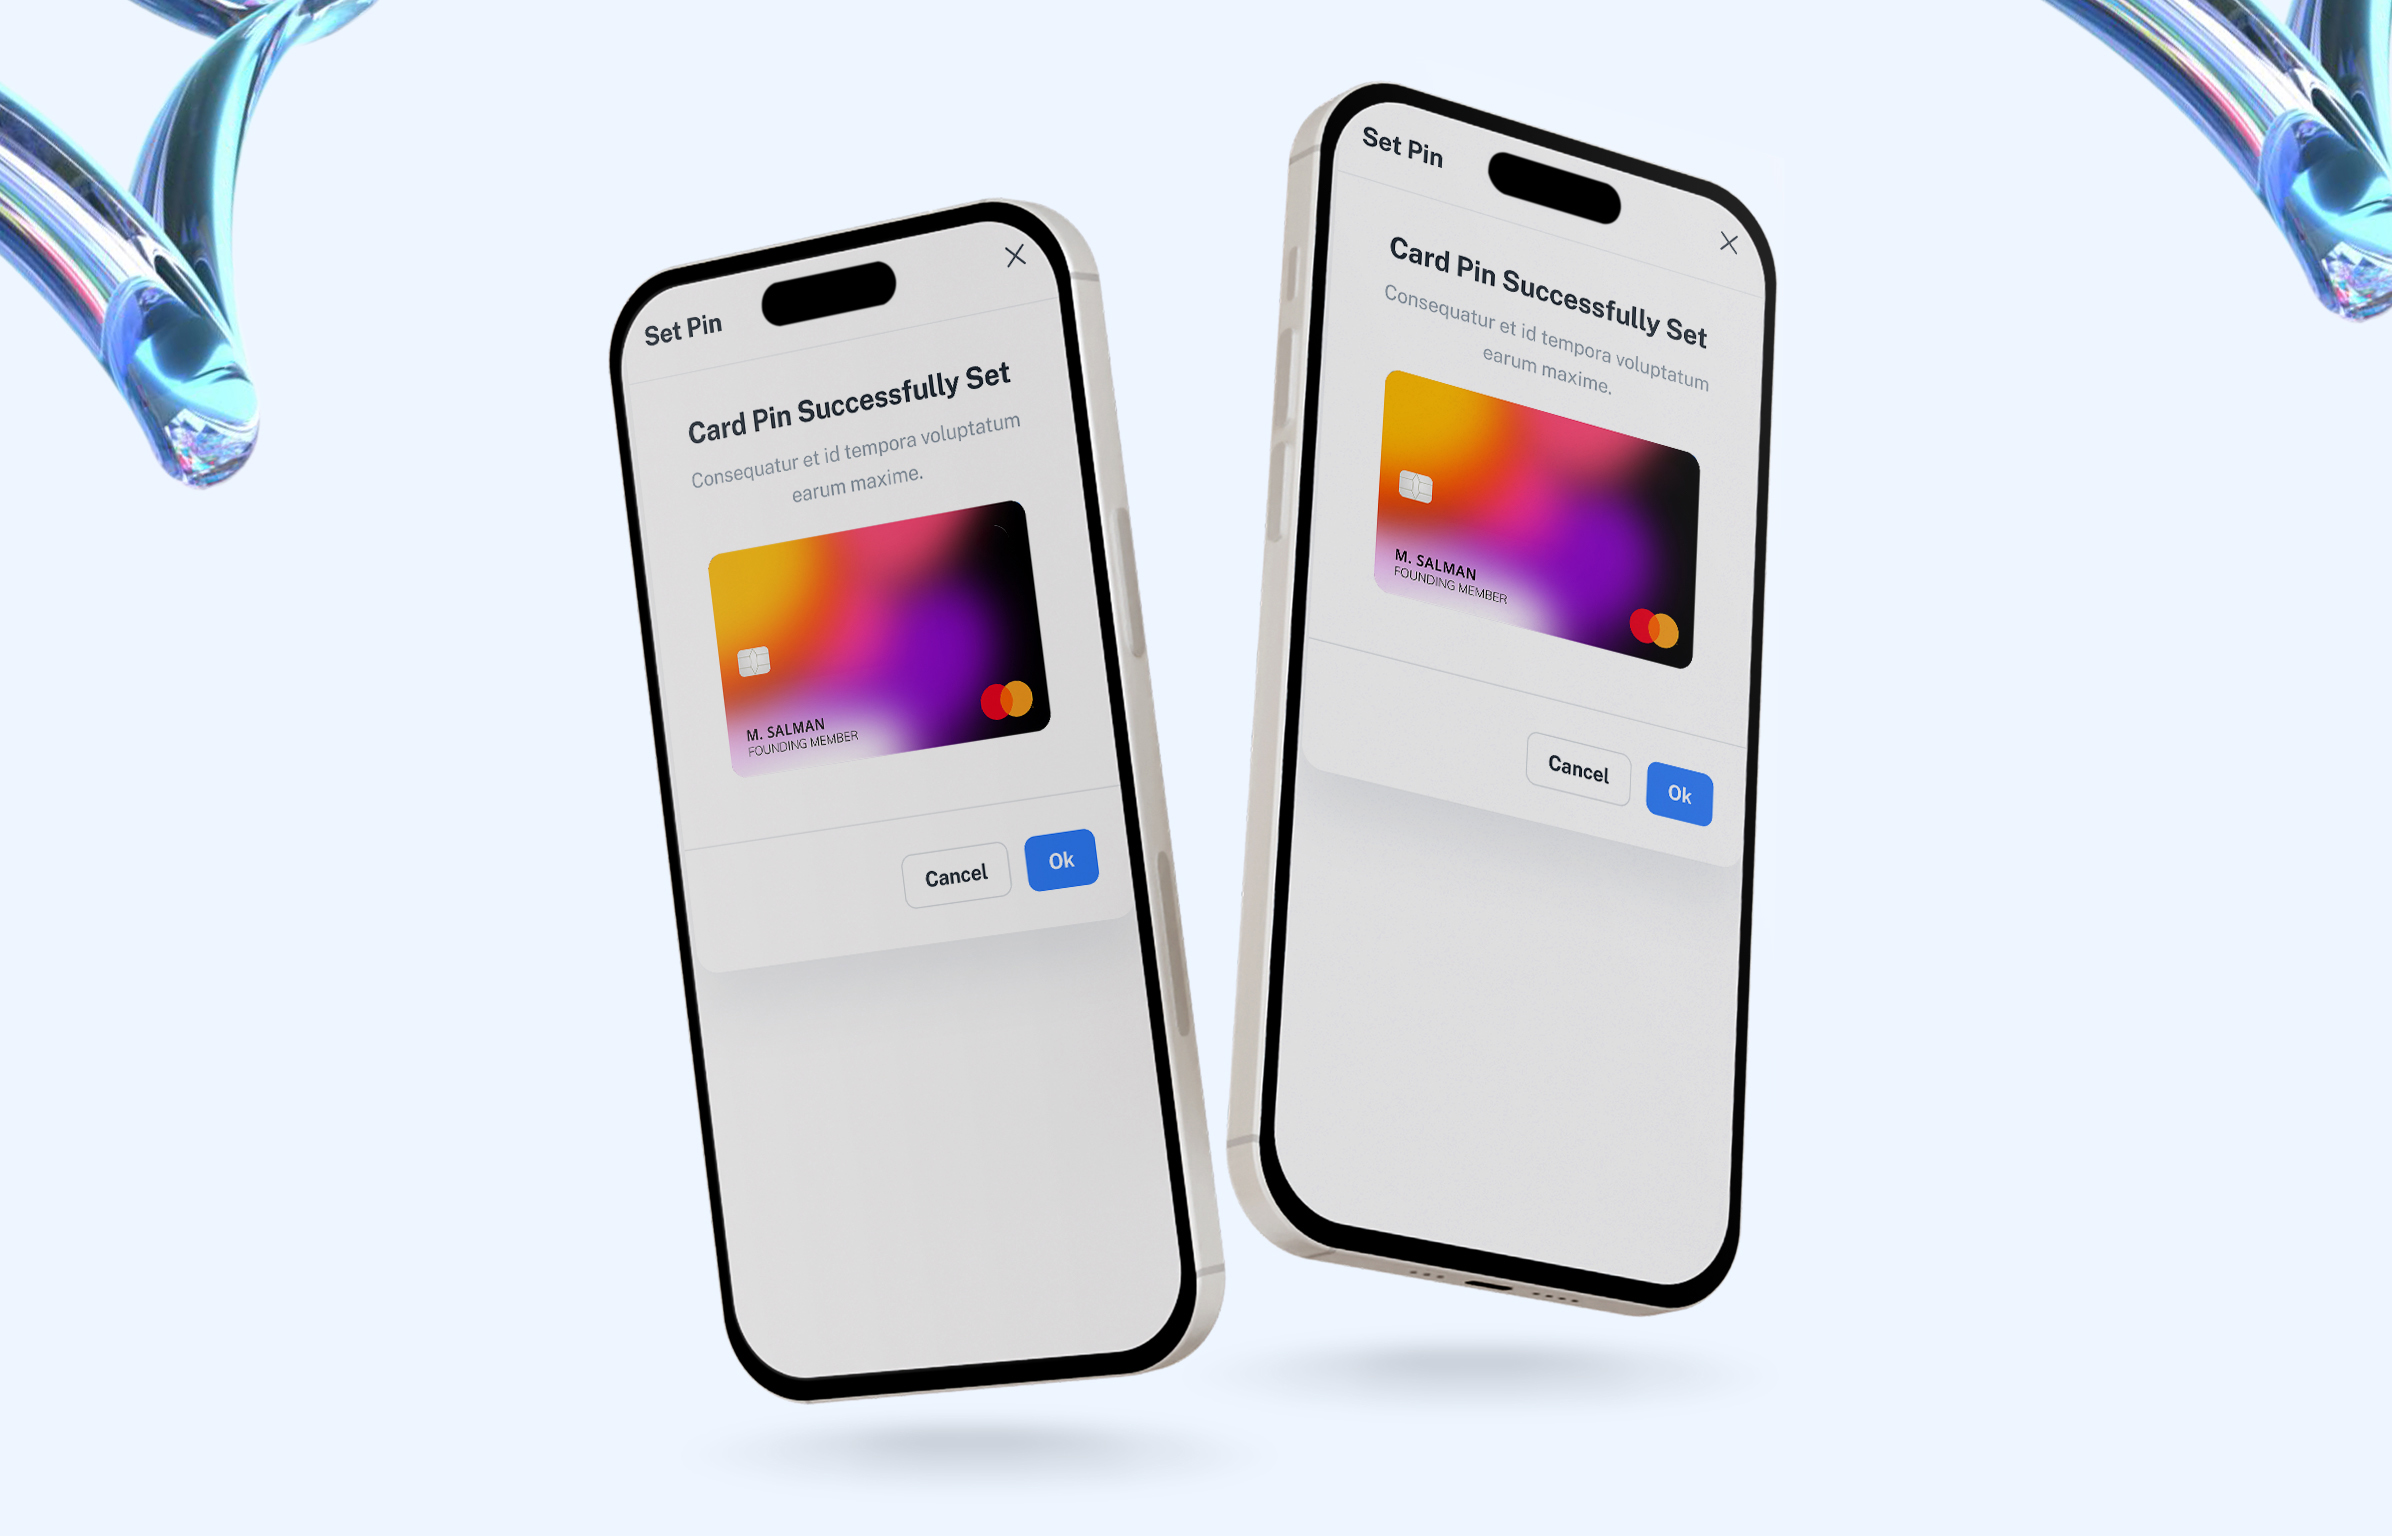 Set Pin
Card Pin Successfully Set
Consequatur et id tempora voluptatum
earum maxime.
M. SALMAN
FOUNDING MEMBER
Cancel
Ok
Set Pin
Card Pin Successfully Set
Consequatur et id tempora voluptatum
earum maxime.
M. SALMAN
FOUNDING MEMBER
Cancel
Ok